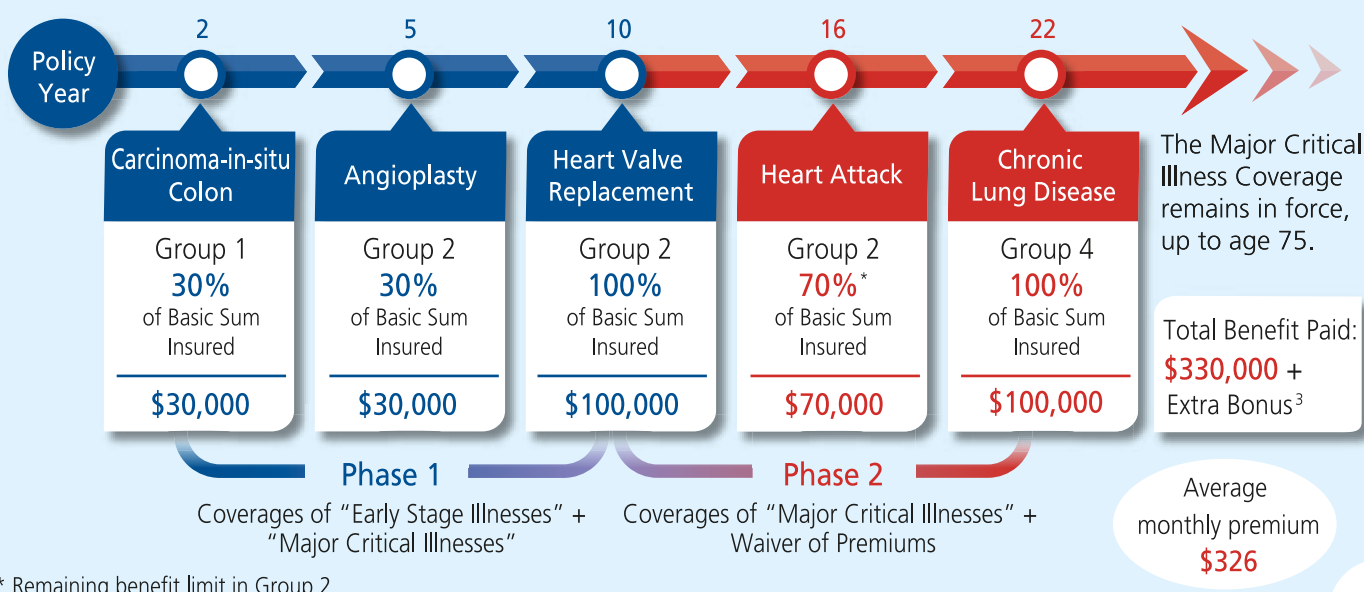 Policy
Year
2
5
10
16
22
Carcinoma-in-situ
Colon
Group 1
30%
of Basic Sum
Insured
$30,000
Angioplasty
Group 2
30%
of Basic Sum
Insured
$30,000
Heart Valve
Replacement
Group 2
100%
of Basic Sum
Insured
$100,000
Heart Attack
Group 2
70%*
of Basic Sum
Insured
$70,000
Chronic
Lung Disease
Group 4
100%
of Basic Sum
Insured
$100,000
The Major Critical
Illness Coverage
remains in force,
up to age 75.
Total Benefit Paid:
$330,000 +
Extra Bonus³
Phase 1
Coverages of “Early Stage Illnesses” +
“Major Critical Illnesses”
Phase 2
Coverages of “Major Critical Illnesses” +
Waiver of Premiums
Average
monthly premium
$326
* Remaining benefit limit in Group 2